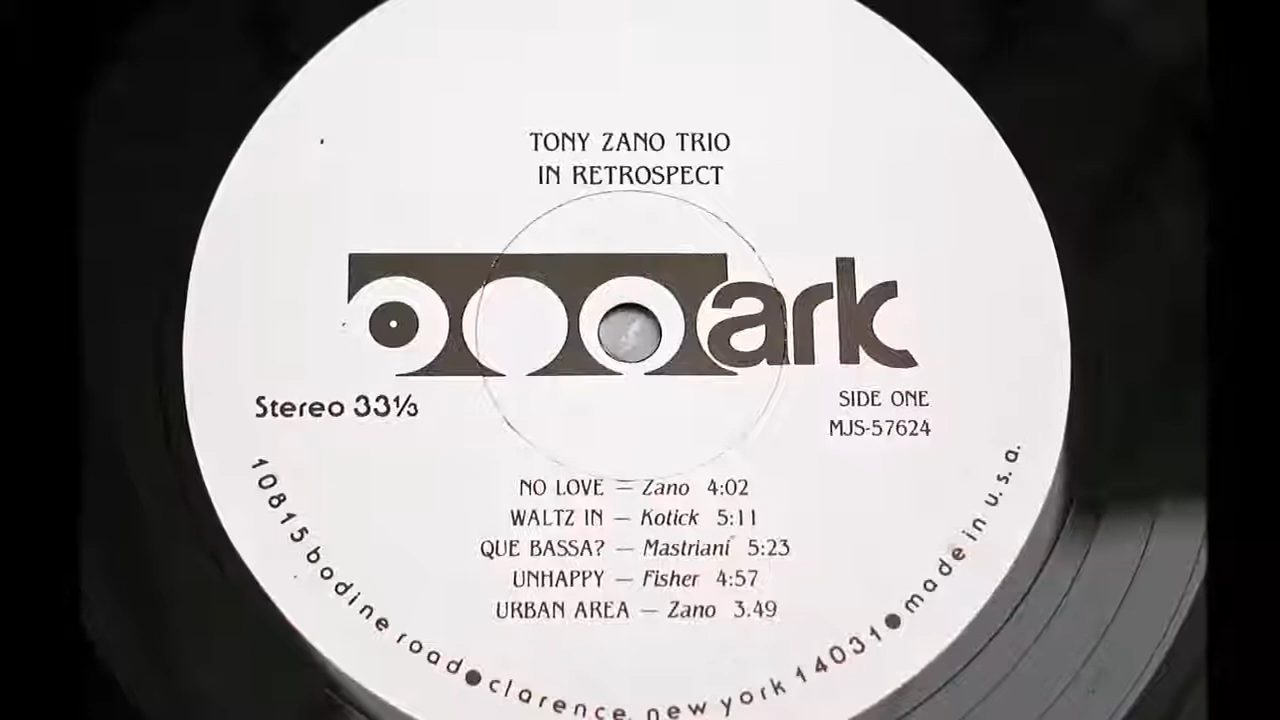 TONY ZANO TRIO
IN RETROSPECT
mark
Stereo 33⅓
SIDE ONE
MJS-57624
NO LOVE — Zano 4:02
WALTZ IN — Kotick 5:11
QUE BASSA? — Mastriani 5:23
UNHAPPY — Fisher 4:57
URBAN AREA — Zano 3.49
10815 bodine road●clarence, new york 14031●made in u.s.a.